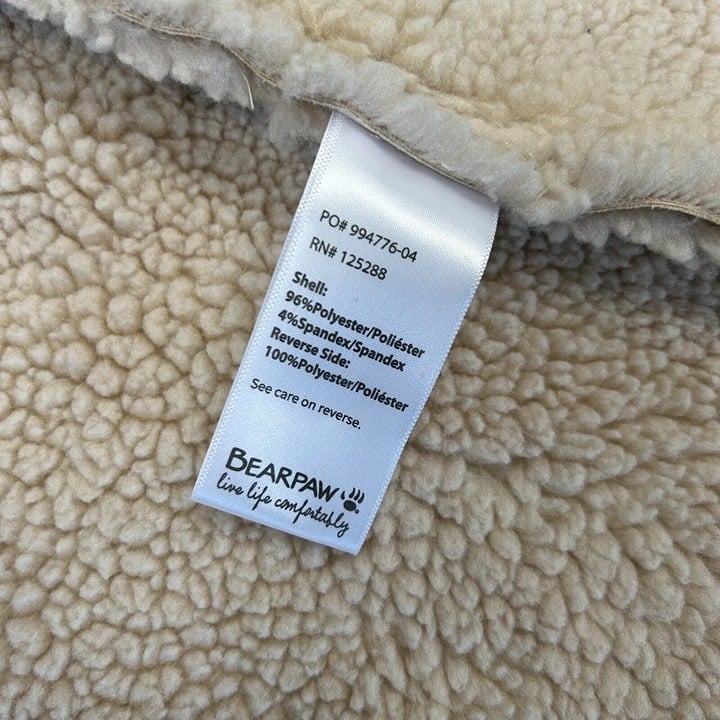 PO# 994776-04
RN# 125288
Shell:
96%Polyester/Poliéster
4%Spandex/Spandex
Reverse Side:
100%Polyester/Poliéster
See care on reverse.
BEARPAW
live life comfortably